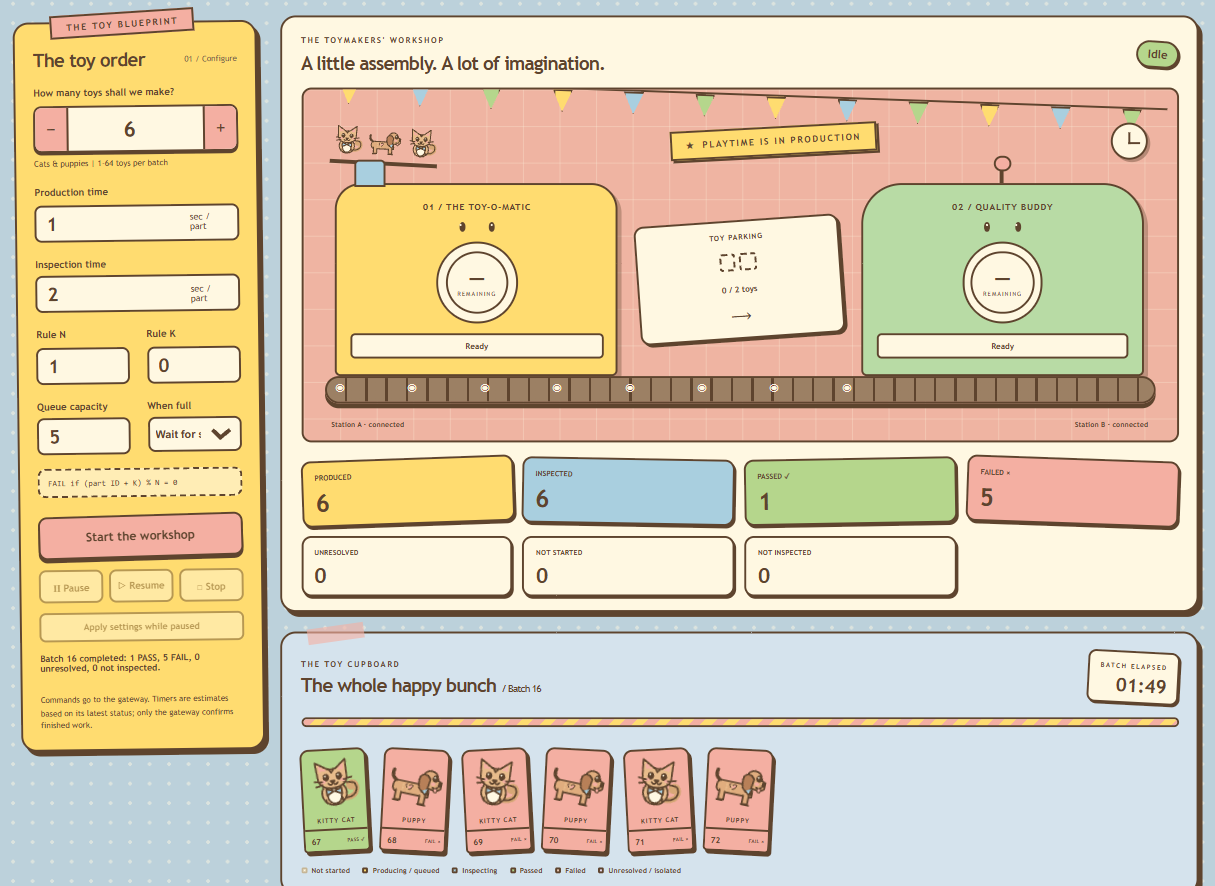 THE TOY BLUEPRINT
The toy order
01 / Configure
How many toys shall we make?
− 6 +
Cats & puppies | 1-64 toys per batch
Production time
1 sec / part
Inspection time
2 sec / part
Rule N Rule K
1 0
Queue capacity When full
5 Wait for s
FAIL if (part ID + K) % N = 0
Start the workshop
II Pause ▷ Resume □ Stop
Apply settings while paused
Batch 16 completed: 1 PASS, 5 FAIL, 0
unresolved, 0 not inspected.
Commands go to the gateway. Timers are estimates
based on its latest status; only the gateway confirms
finished work.
THE TOYMAKERS' WORKSHOP
A little assembly. A lot of imagination.
Idle
★ PLAYTIME IS IN PRODUCTION
01 / THE TOY-O-MATIC
—
REMAINING
Ready
TOY PARKING
0 / 2 toys
→
02 / QUALITY BUDDY
—
REMAINING
Ready
Station A - connected
Station B - connected
PRODUCED
6
INSPECTED
6
PASSED ✓
1
FAILED ×
5
UNRESOLVED
0
NOT STARTED
0
NOT INSPECTED
0
THE TOY CUPBOARD
The whole happy bunch / Batch 16
BATCH ELAPSED
01:49
KITTY CAT
67 PASS ✓
PUPPY
68 FAIL ×
KITTY CAT
69 FAIL ×
PUPPY
70 FAIL ×
KITTY CAT
71 FAIL ×
PUPPY
72 FAIL ×
Not started Producing / queued Inspecting Passed Failed Unresolved / isolated